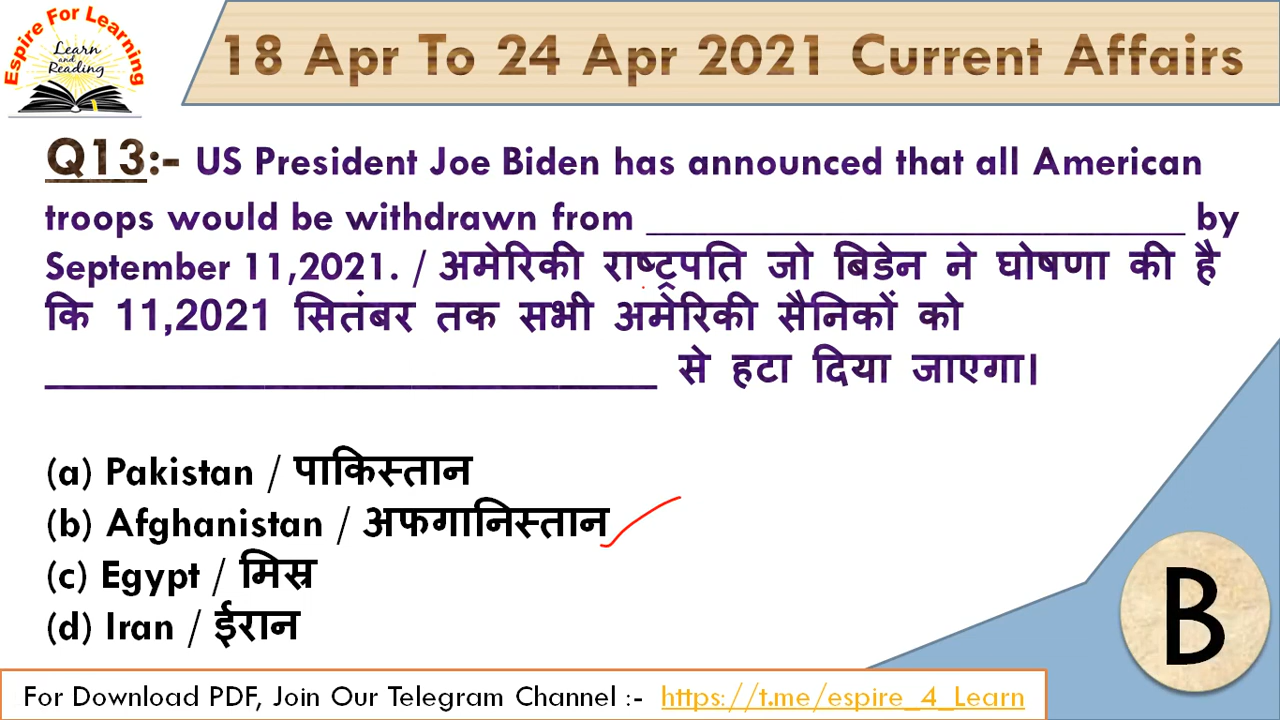 Espire For Learning
Learn
and
Reading
18 Apr To 24 Apr 2021 Current Affairs
Q13:- US President Joe Biden has announced that all American
troops would be withdrawn from ______________________________ by
September 11,2021. / अमेरिकी राष्ट्रपति जो बिडेन ने घोषणा की है
कि 11,2021 सितंबर तक सभी अमेरिकी सैनिकों को
______________________________ से हटा दिया जाएगा।
(a) Pakistan / पाकिस्तान
(b) Afghanistan / अफगानिस्तान
(c) Egypt / मिस्र
(d) Iran / ईरान
B
For Download PDF, Join Our Telegram Channel :- https://t.me/espire_4_Learn